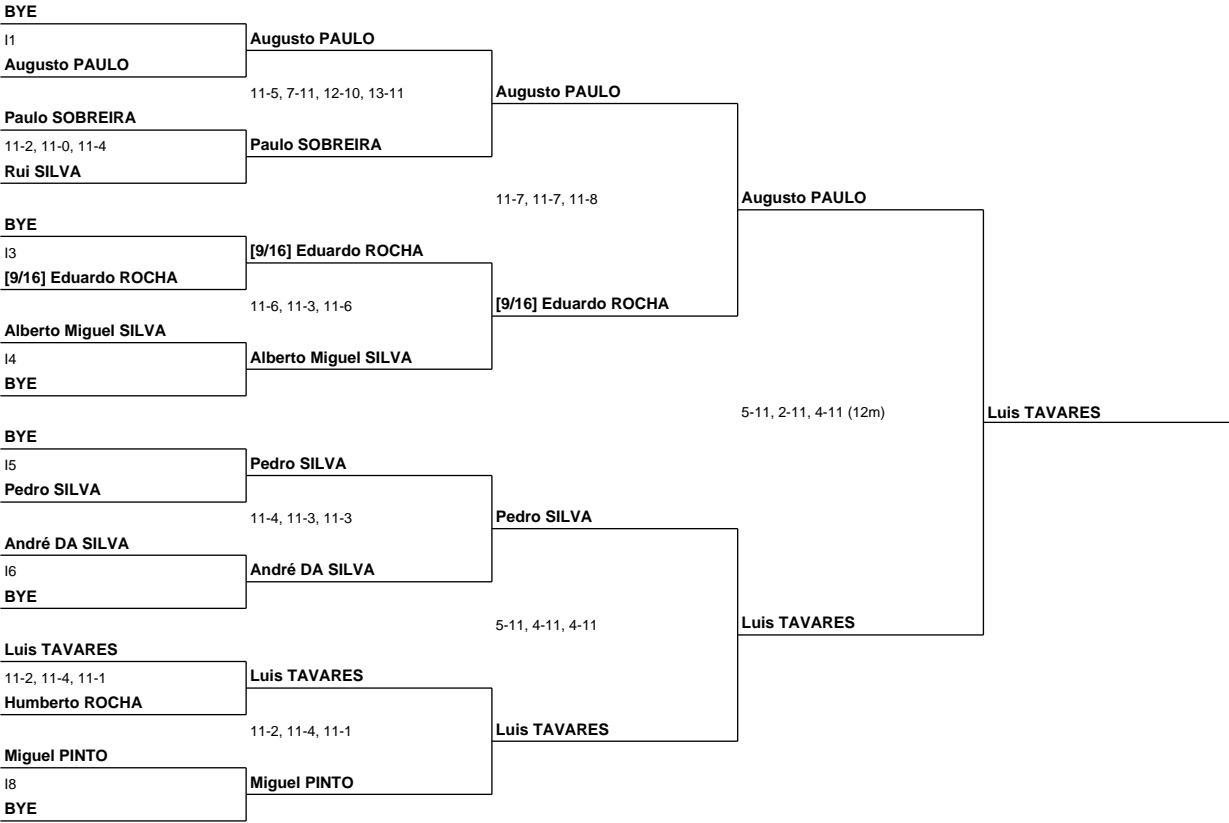 BYE
I1
Augusto PAULO
Paulo SOBREIRA
11-2, 11-0, 11-4
Rui SILVA
BYE
I3
[9/16] Eduardo ROCHA
Alberto Miguel SILVA
I4
BYE
BYE
I5
Pedro SILVA
André DA SILVA
I6
BYE
Luis TAVARES
11-2, 11-4, 11-1
Humberto ROCHA
Miguel PINTO
I8
BYE
Augusto PAULO
11-5, 7-11, 12-10, 13-11
Paulo SOBREIRA
[9/16] Eduardo ROCHA
11-6, 11-3, 11-6
Alberto Miguel SILVA
Pedro SILVA
11-4, 11-3, 11-3
André DA SILVA
Luis TAVARES
11-2, 11-4, 11-1
Miguel PINTO
Augusto PAULO
11-7, 11-7, 11-8
[9/16] Eduardo ROCHA
Pedro SILVA
5-11, 4-11, 4-11
Luis TAVARES
Augusto PAULO
5-11, 2-11, 4-11 (12m)
Luis TAVARES
Luis TAVARES